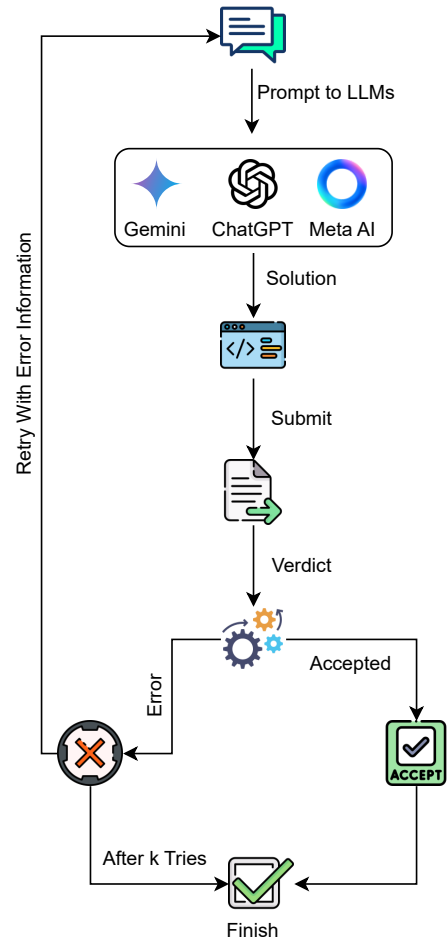 Prompt to LLMs
Gemini ChatGPT Meta AI
Solution
</>
Submit
Verdict
Retry With Error Information
Error
Accepted
ACCEPT
After k Tries
Finish